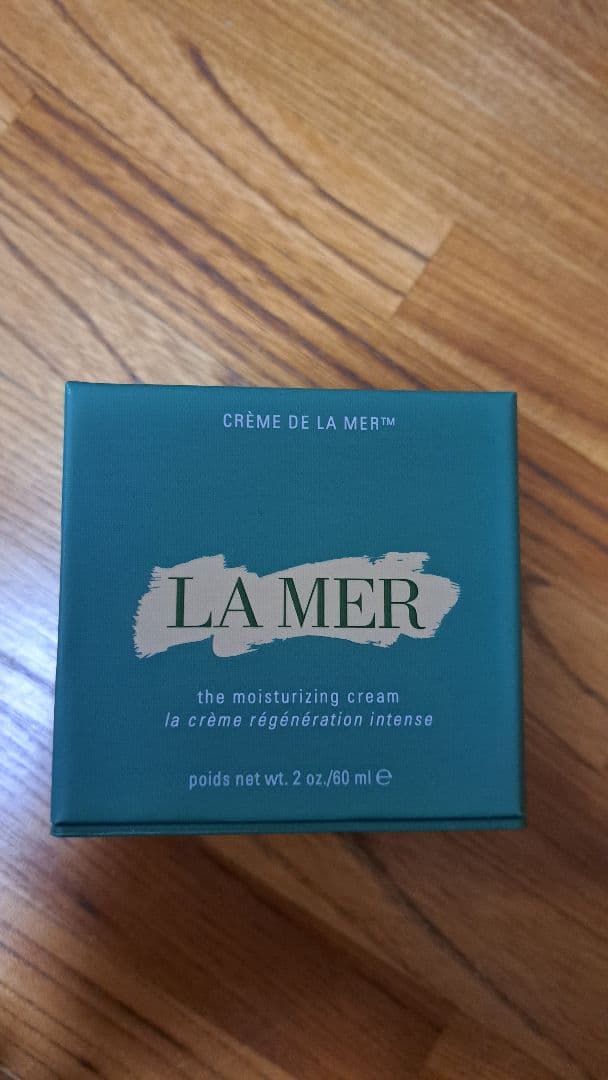 CRÈME DE LA MER™
LA MER
the moisturizing cream
la crème régénération intense
poids net wt. 2 oz./60 ml ℮